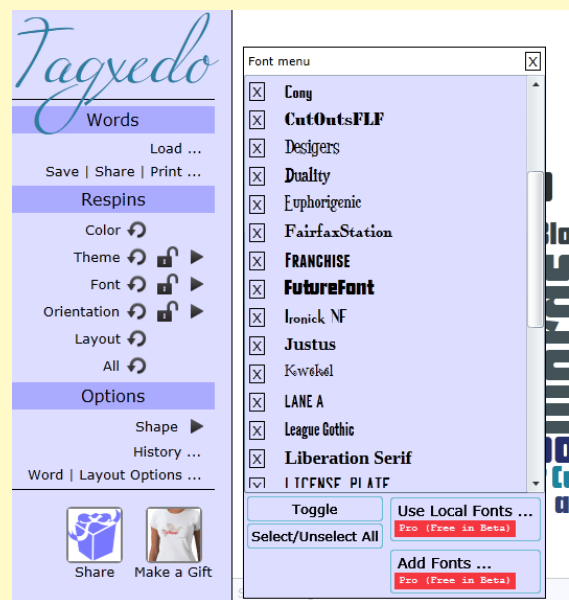 Tagxedo
Words
Load ...
Save | Share | Print ...
Respins
Color
Theme
Font
Orientation
Layout
All
Options
Shape
History ...
Word | Layout Options ...
Share
Make a Gift
Font menu
X
X Cony
X CutOutsFLF
X Desigers
X Duality
X Euphorigenic
X FairfaxStation
X FRANCHISE
X FutureFont
X Ironick NF
X Justus
X Kwekel
X LANE A
X League Gothic
X Liberation Serif
X LICENSE PLATE
Toggle
Select/Unselect All
Use Local Fonts ...
Pro (Free in Beta)
Add Fonts ...
Pro (Free in Beta)